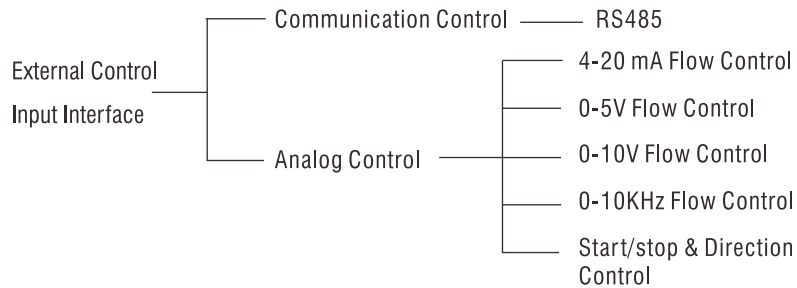 External Control
Input Interface
Communication Control
RS485
Analog Control
4-20 mA Flow Control
0-5V Flow Control
0-10V Flow Control
0-10KHz Flow Control
Start/stop & Direction
Control